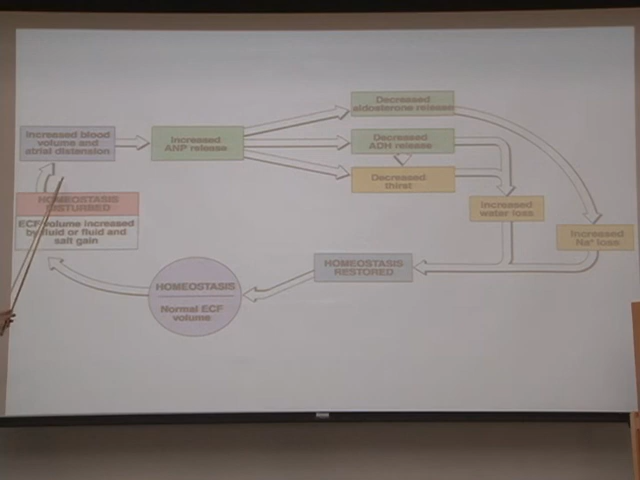 Increased blood
volume and
atrial distension
Increased
ANP release
Decreased
aldosterone release
Decreased
ADH release
Decreased
thirst
HOMEOSTASIS
DISTURBED
ECF volume increased
by fluid or fluid and
salt gain
Increased
water loss
Increased
Na+ loss
HOMEOSTASIS
RESTORED
HOMEOSTASIS
Normal ECF
volume